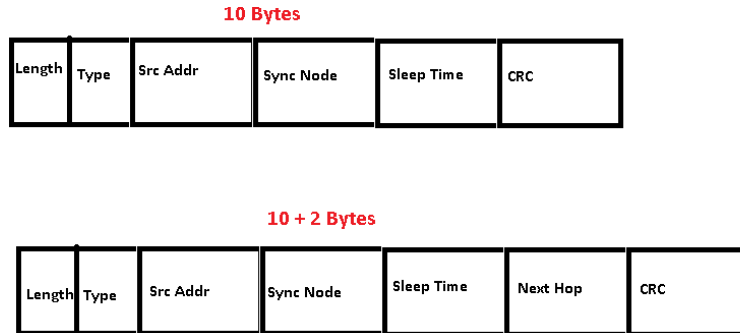 10 Bytes
Length
Type
Src Addr
Sync Node
Sleep Time
CRC
10 + 2 Bytes
Length
Type
Src Addr
Sync Node
Sleep Time
Next Hop
CRC